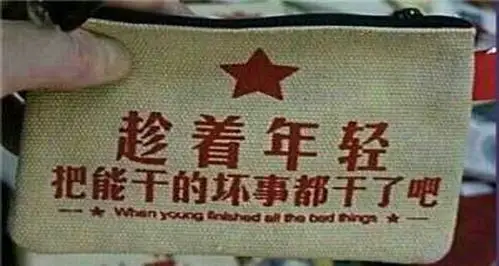 趁着年轻
把能干的坏事都干了吧
When young finished all the bed things